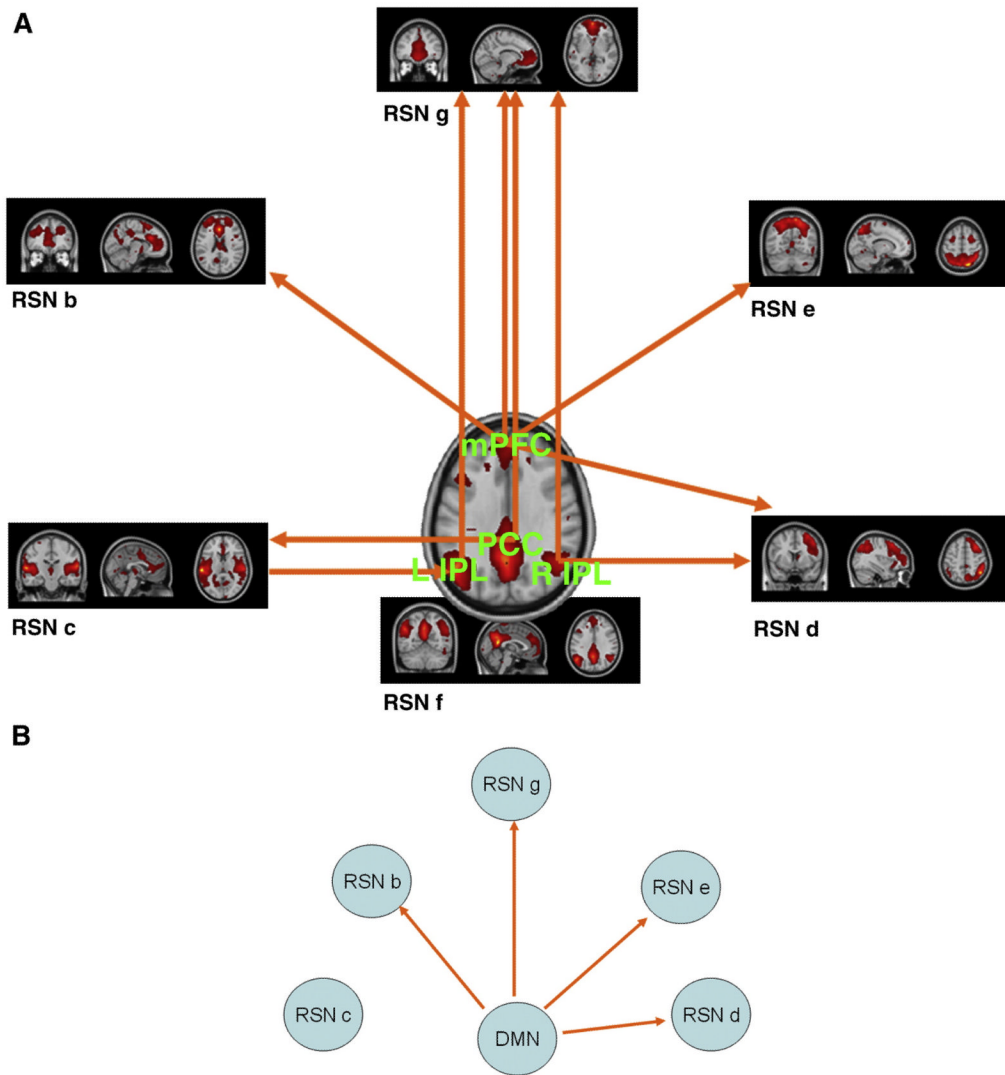 A
RSN g
RSN b
RSN e
mPFC
PCC
L IPL
R IPL
RSN c
RSN d
RSN f
B
RSN g
RSN b
RSN e
RSN c
DMN
RSN d